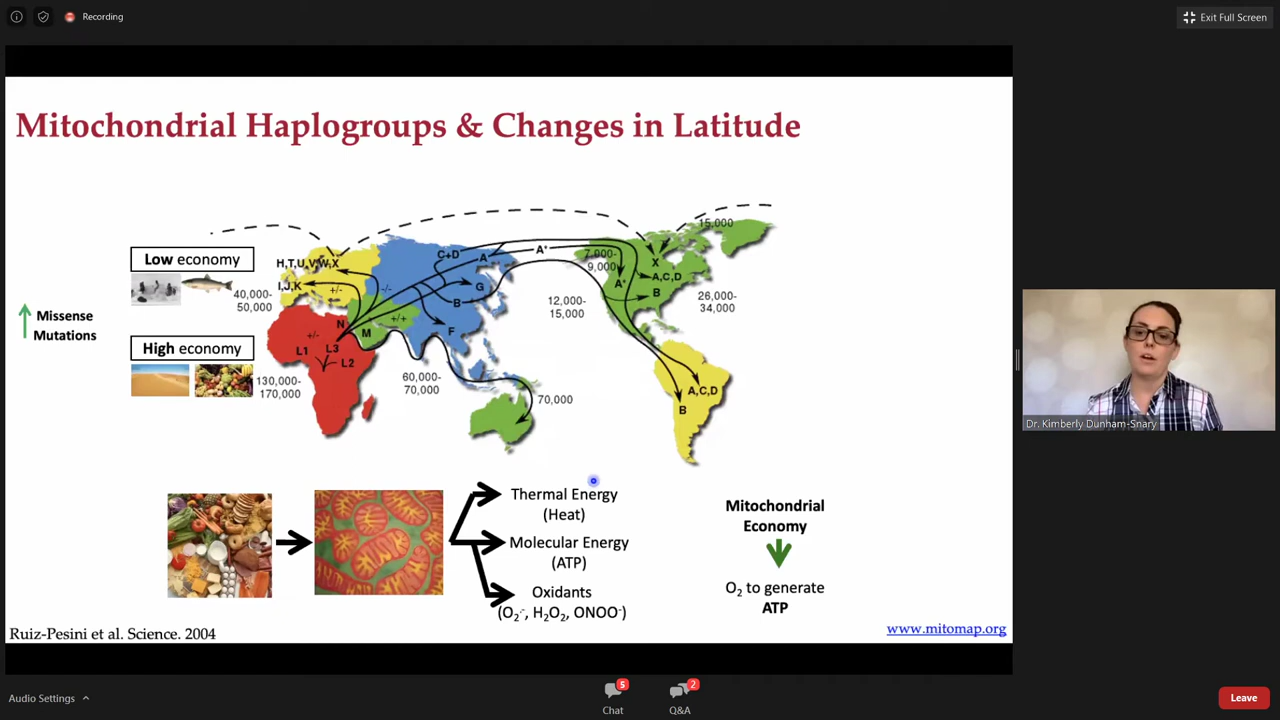 Recording
Exit Full Screen
Mitochondrial Haplogroups & Changes in Latitude
Low economy
Missense
Mutations
High economy
H,T,U,V,W,X
I,J,K
40,000-
50,000
+/-
-/-
+/+
+/-
N
M
L1
L3
L2
130,000-
170,000
60,000-
70,000
70,000
C+D
A
G
B
F
A*
12,000-
15,000
7,000-
9,000
15,000
X
A*
A,C,D
B
26,000-
34,000
A,C,D
B
Dr. Kimberly Dunham-Snary
Thermal Energy
(Heat)
Molecular Energy
(ATP)
Oxidants
(O₂·⁻, H₂O₂, ONOO⁻)
Mitochondrial
Economy
O₂ to generate
ATP
Ruiz-Pesini et al. Science. 2004
www.mitomap.org
Audio Settings
5
Chat
2
Q&A
Leave